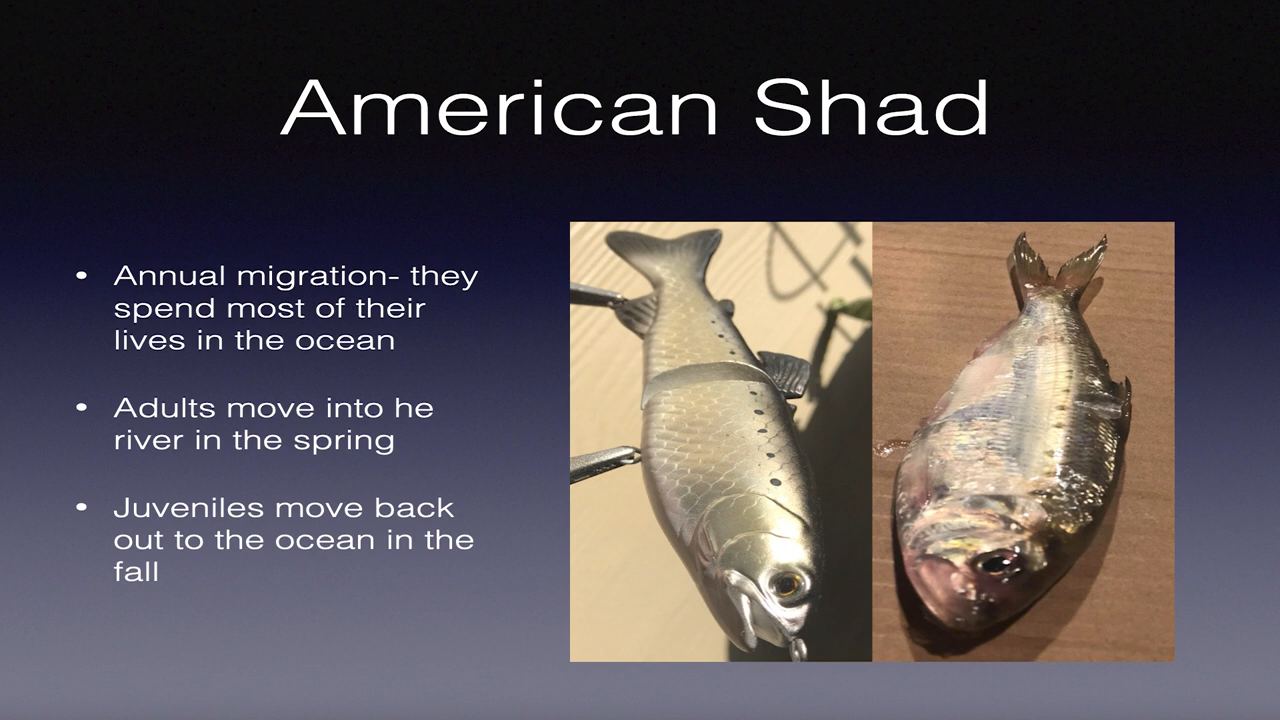 American Shad
• Annual migration- they
spend most of their
lives in the ocean
• Adults move into he
river in the spring
• Juveniles move back
out to the ocean in the
fall